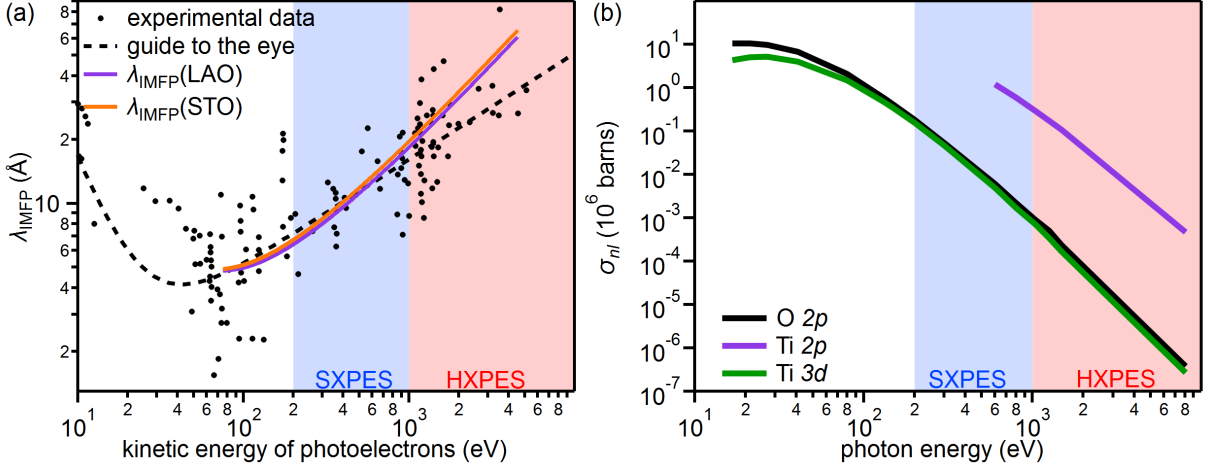 (a)
experimental data
guide to the eye
λIMFP(LAO)
λIMFP(STO)
λIMFP (Å)
8
6
4
2
10
8
6
4
2
SXPES
HXPES
10^1
2
4
6
8
10^2
2
4
6
8
10^3
2
4
6
8
kinetic energy of photoelectrons (eV)
(b)
σnl (10^6 barns)
10^1
10^0
10^-1
10^-2
10^-3
10^-4
10^-5
10^-6
10^-7
O 2p
Ti 2p
Ti 3d
SXPES
HXPES
10^1
2
4
6
8
10^2
2
4
6
8
10^3
2
4
6
8
photon energy (eV)